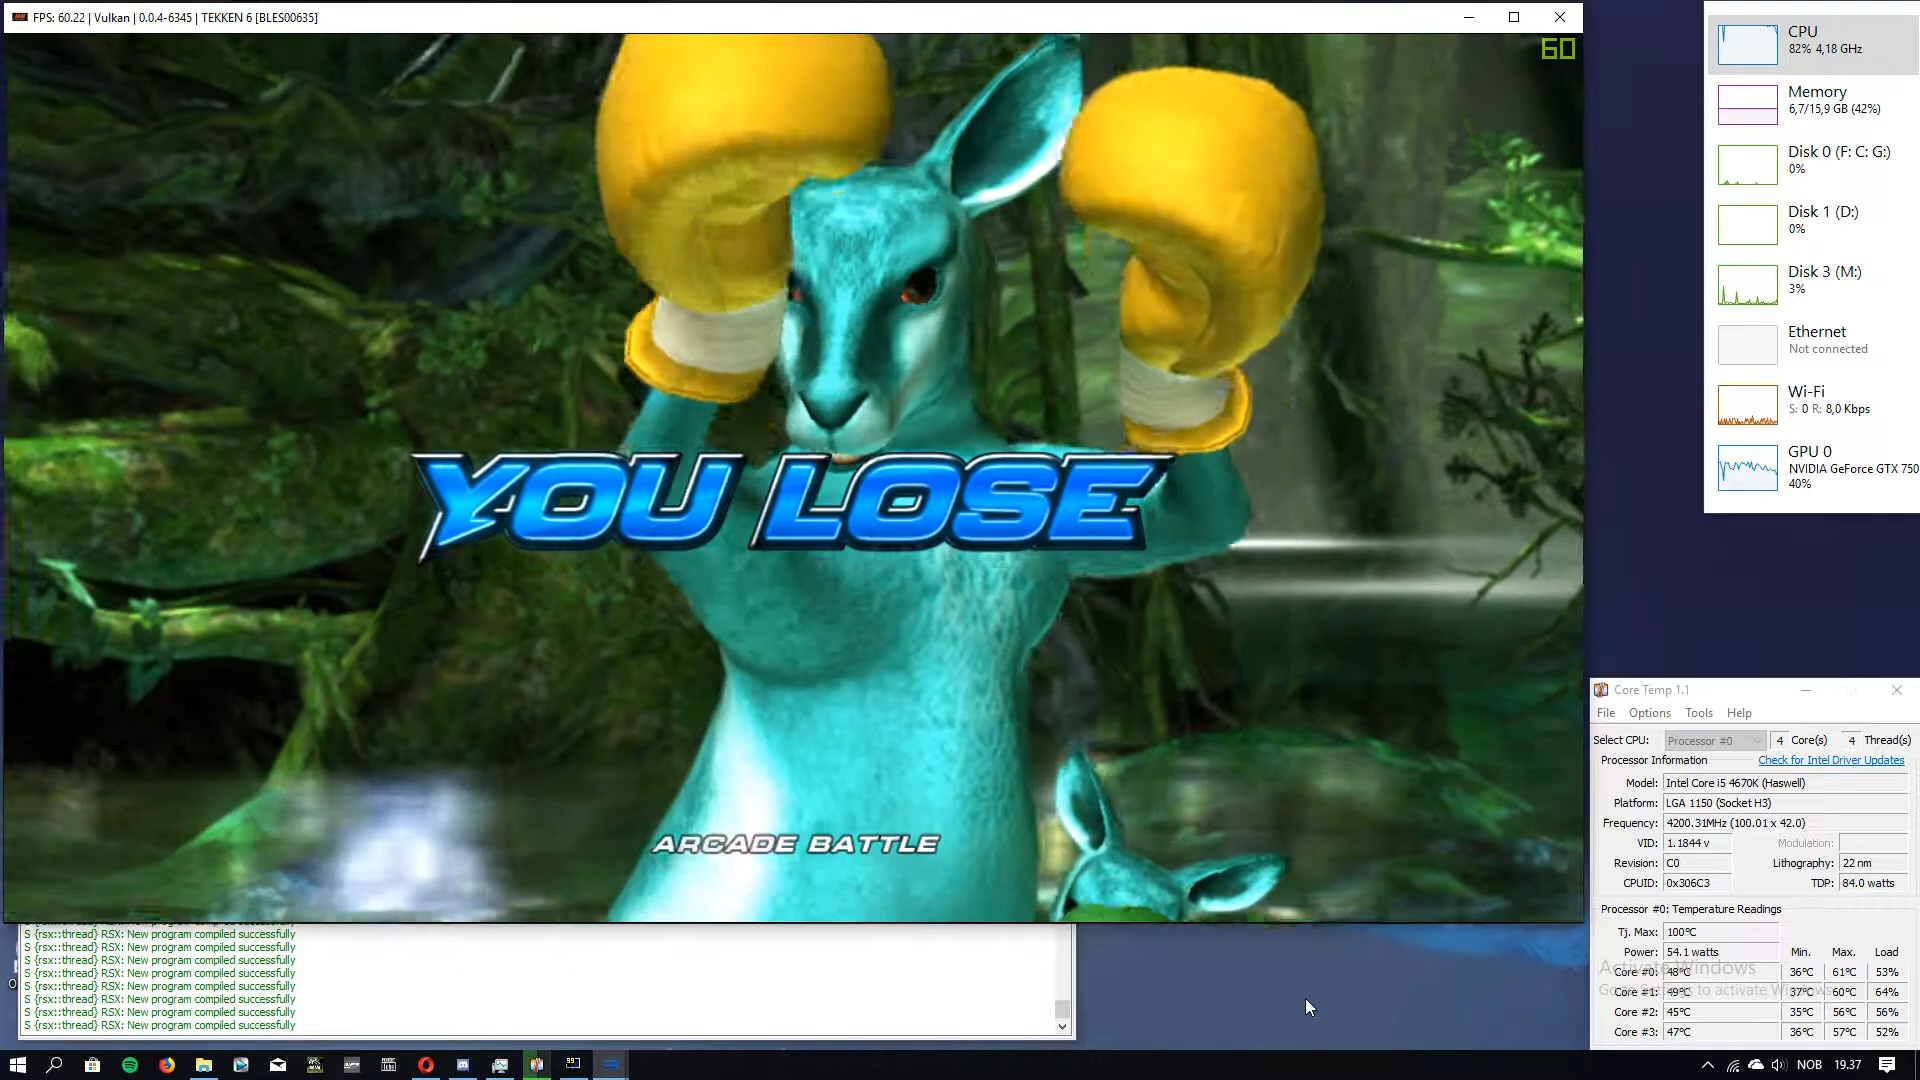 FPS: 60.22 | Vulkan | 0.0.4-6345 | TEKKEN 6 [BLES00635]
60
YOU LOSE
ARCADE BATTLE
CPU
82% 4,18 GHz
Memory
6,7/15,9 GB (42%)
Disk 0 (F: C: G:)
0%
Disk 1 (D:)
0%
Disk 3 (M:)
3%
Ethernet
Not connected
Wi-Fi
S: 0 R: 8,0 Kbps
GPU 0
NVIDIA GeForce GTX 750
40%
Core Temp 1.1
File Options Tools Help
Select CPU: Processor #0 4 Core(s) 4 Thread(s)
Processor Information Check for Intel Driver Updates
Model: Intel Core i5 4670K (Haswell)
Platform: LGA 1150 (Socket H3)
Frequency: 4200.31MHz (100.01 x 42.0)
VID: 1.1844 v Modulation:
Revision: C0 Lithography: 22 nm
CPUID: 0x306C3 TDP: 84.0 watts
Processor #0: Temperature Readings
Tj. Max: 100°C
Power: 54.1 watts Min. Max. Load
Activate Windows
Core #0: 48°C 36°C 61°C 53%
Go to Settings to activate Windows.
Core #1: 49°C 37°C 60°C 64%
Core #2: 45°C 35°C 56°C 56%
Core #3: 47°C 36°C 57°C 52%
S {rsx::thread} RSX: New program compiled successfully
S {rsx::thread} RSX: New program compiled successfully
S {rsx::thread} RSX: New program compiled successfully
S {rsx::thread} RSX: New program compiled successfully
S {rsx::thread} RSX: New program compiled successfully
S {rsx::thread} RSX: New program compiled successfully
S {rsx::thread} RSX: New program compiled successfully
S {rsx::thread} RSX: New program compiled successfully
NOB 19.37